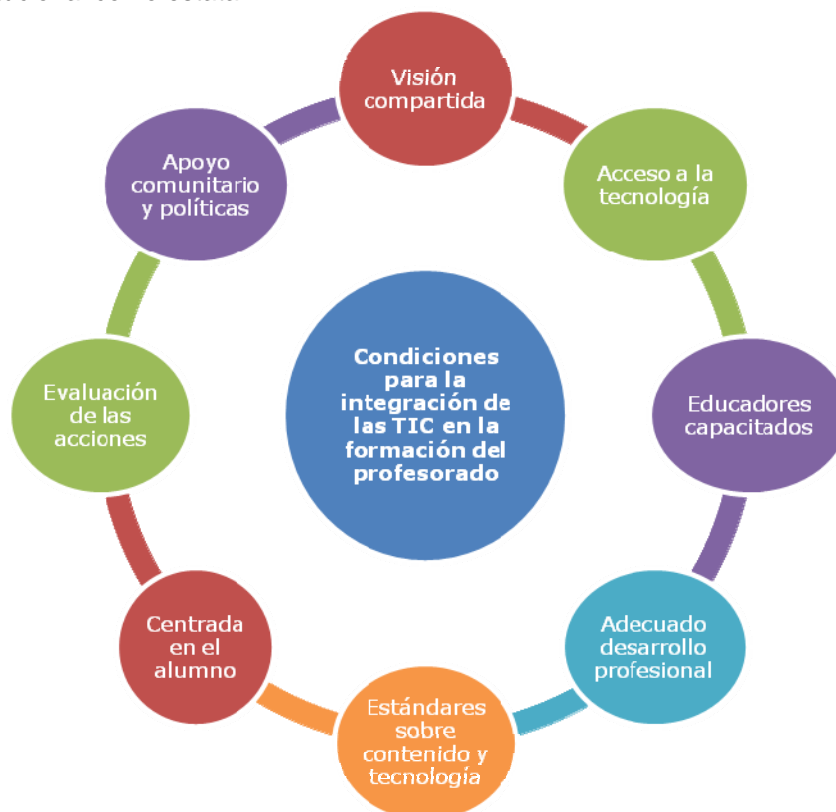 Visión
compartida
Acceso a la
tecnología
Educadores
capacitados
Adecuado
desarrollo
profesional
Estándares
sobre
contenido y
tecnología
Centrada
en el
alumno
Evaluación
de las
acciones
Apoyo
comunitario
y políticas
Condiciones
para la
integración de
las TIC en la
formación del
profesorado